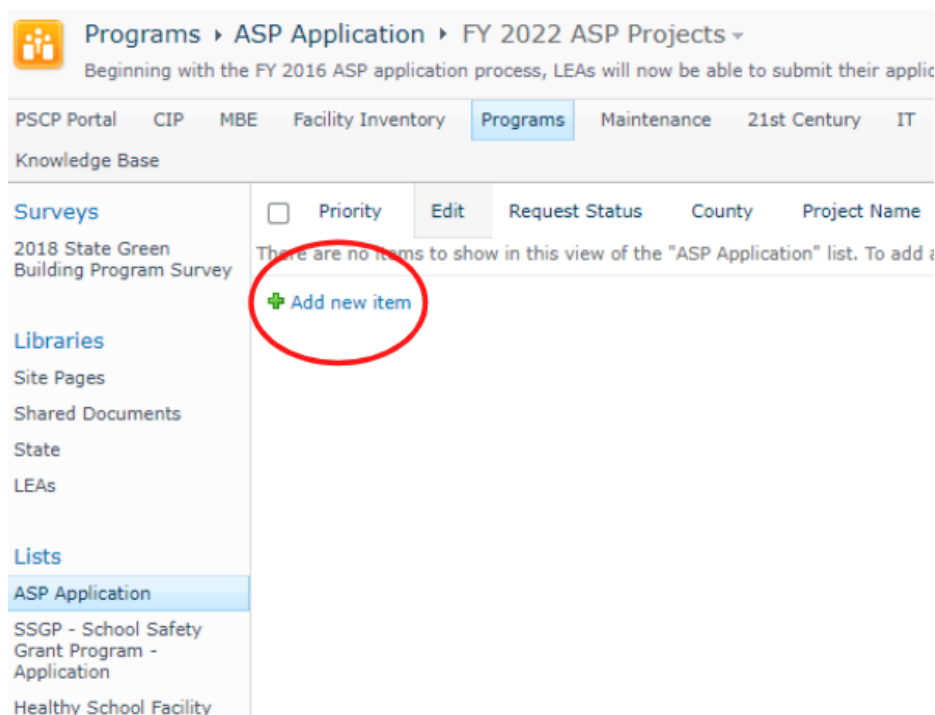 Programs ▸ ASP Application ▸ FY 2022 ASP Projects
Beginning with the FY 2016 ASP application process, LEAs will now be able to submit their
PSCP Portal CIP MBE Facility Inventory Programs Maintenance 21st Century IT
Knowledge Base
Surveys
2018 State Green
Building Program Survey
Libraries
Site Pages
Shared Documents
State
LEAs
Lists
ASP Application
SSGP - School Safety
Grant Program -
Application
Healthy School Facility
Priority Edit Request Status County Project Name
There are no items to show in this view of the "ASP Application" list. To add
Add new item